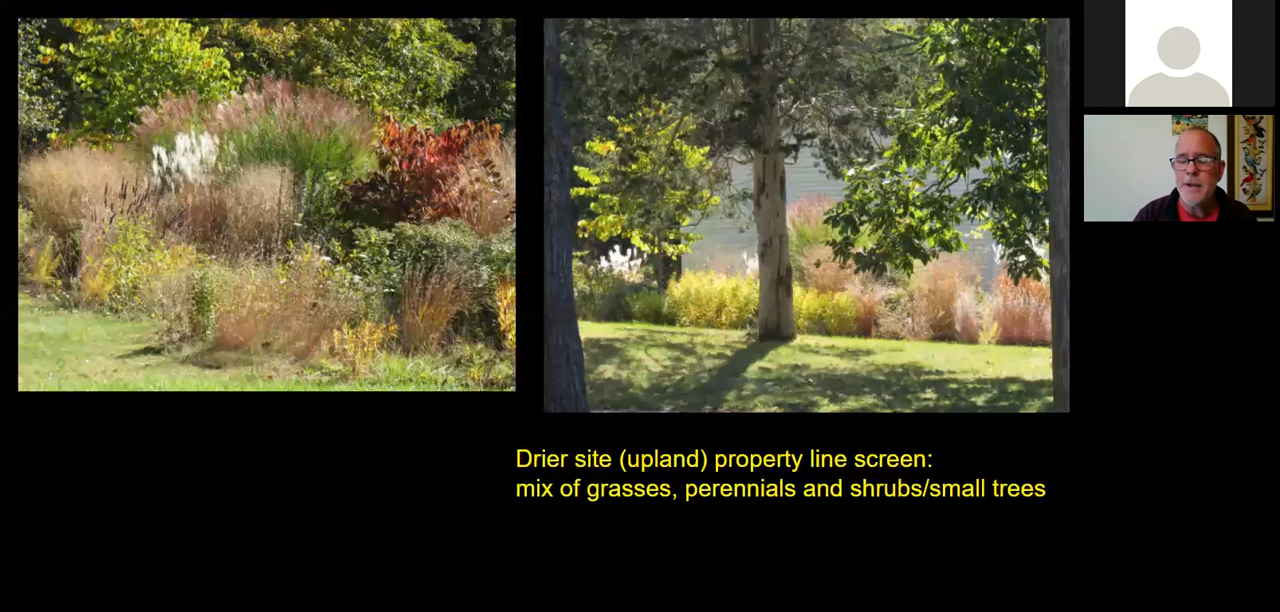 Drier site (upland) property line screen:
mix of grasses, perennials and shrubs/small trees